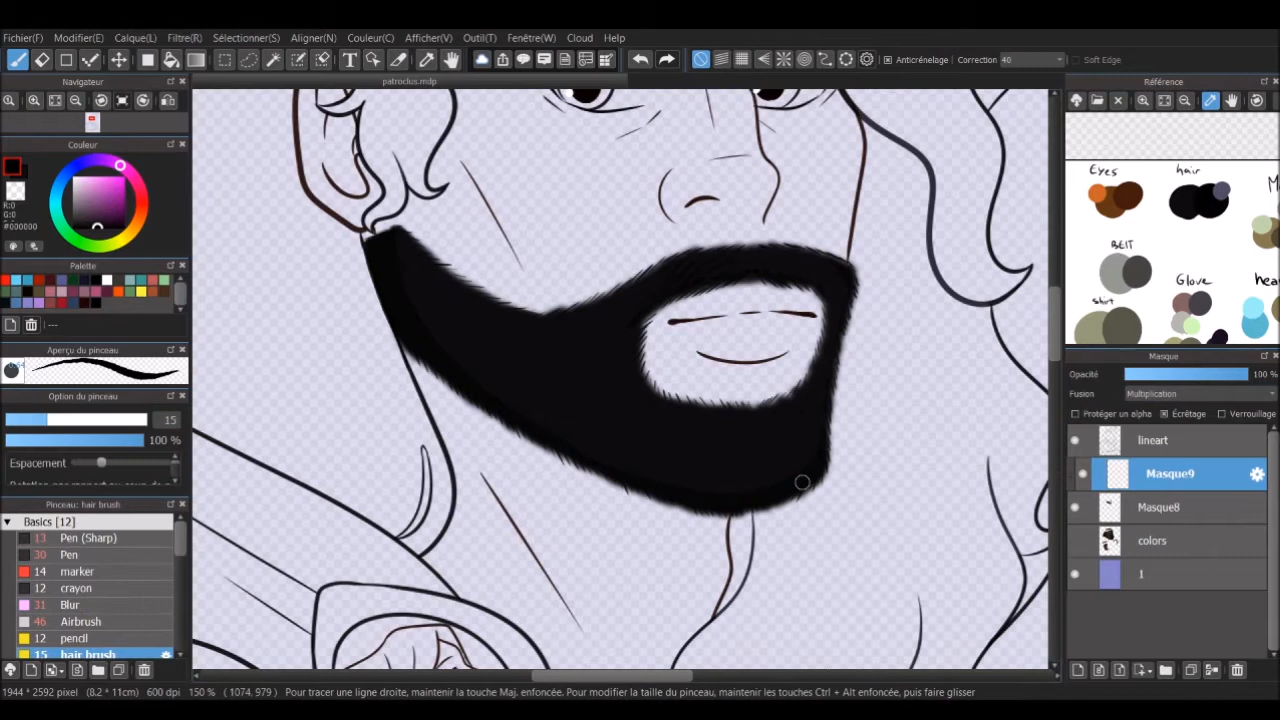 Fichier(F) Modifier(E) Calque(L) Filtre(R) Sélectionner(S) Aligner(N) Couleur(C) Afficher(V) Outil(T) Fenêtre(W) Cloud Help
Anticrénelage Correction 40 Soft Edge
Navigateur
patroclus.mdp
Référence
Couleur
R:0
G:0
#000000
Eyes
hair
BElT
Glove
shirt
Palette
---
Aperçu du pinceau
Option du pinceau
15
100 %
Espacement
Pinceau: hair brush
Basics [12]
13 Pen (Sharp)
30 Pen
14 marker
12 crayon
31 Blur
46 Airbrush
12 pencil
15 hair brush
Masque
Opacité 100 %
Fusion Multiplication
Protéger un alpha Écrêtage Verrouillage
lineart
Masque9
Masque8
colors
1
1944 * 2592 pixel (8.2 * 11cm) 600 dpi 150 % ( 1074, 979 ) Pour tracer une ligne droite, maintenir la touche Maj. enfoncée. Pour modifier la taille du pinceau, maintenir les touches Ctrl + Alt enfoncée, puis faire glisser